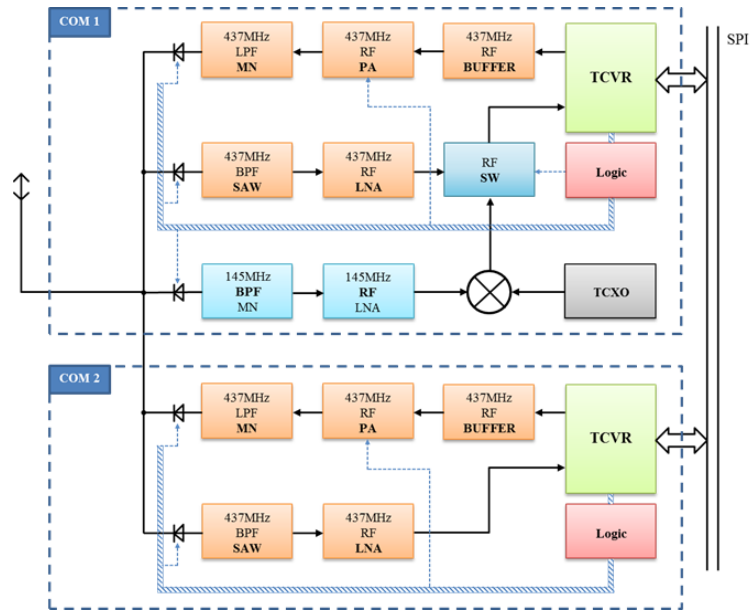 COM 1
437MHz
LPF
MN
437MHz
RF
PA
437MHz
RF
BUFFER
TCVR
SPI
437MHz
BPF
SAW
437MHz
RF
LNA
RF
SW
Logic
145MHz
BPF
MN
145MHz
RF
LNA
TCXO
COM 2
437MHz
LPF
MN
437MHz
RF
PA
437MHz
RF
BUFFER
TCVR
437MHz
BPF
SAW
437MHz
RF
LNA
Logic